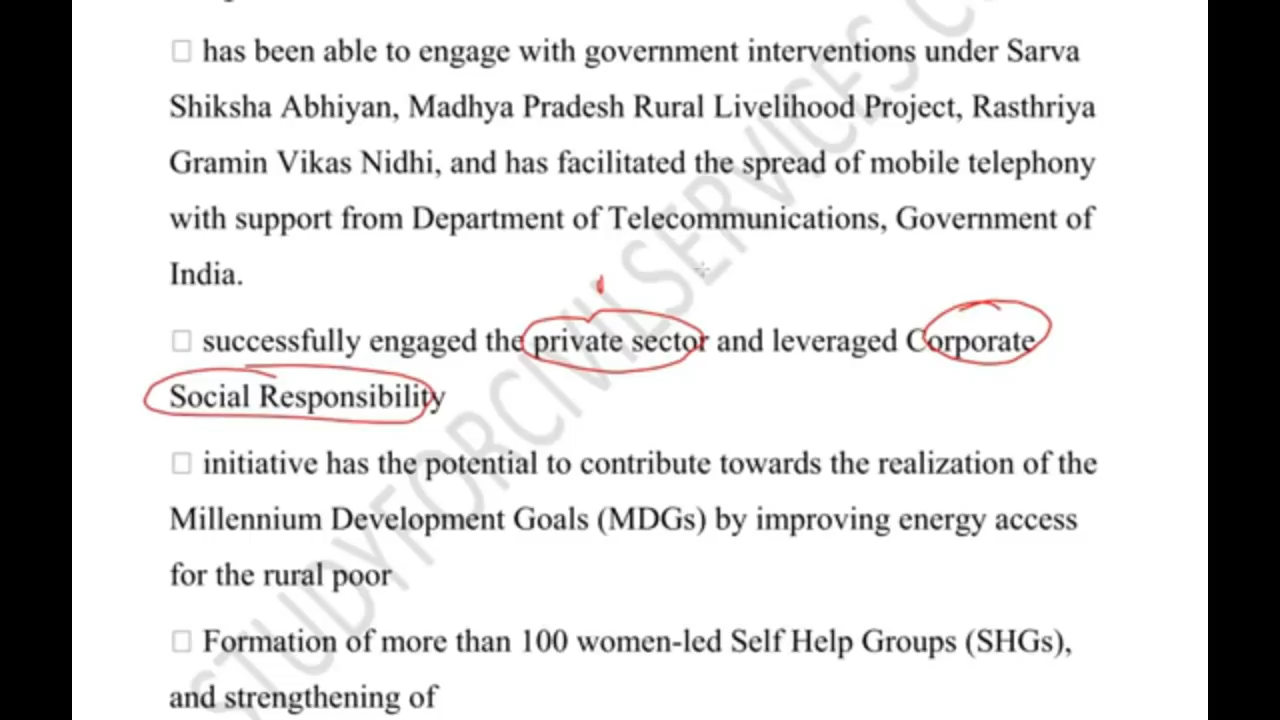 ☐ has been able to engage with government interventions under Sarva
Shiksha Abhiyan, Madhya Pradesh Rural Livelihood Project, Rasthriya
Gramin Vikas Nidhi, and has facilitated the spread of mobile telephony
with support from Department of Telecommunications, Government of
India.
☐ successfully engaged the private sector and leveraged Corporate
Social Responsibility
☐ initiative has the potential to contribute towards the realization of the
Millennium Development Goals (MDGs) by improving energy access
for the rural poor
☐ Formation of more than 100 women-led Self Help Groups (SHGs),
and strengthening of
STUDYFORCIVILSERVICES.C